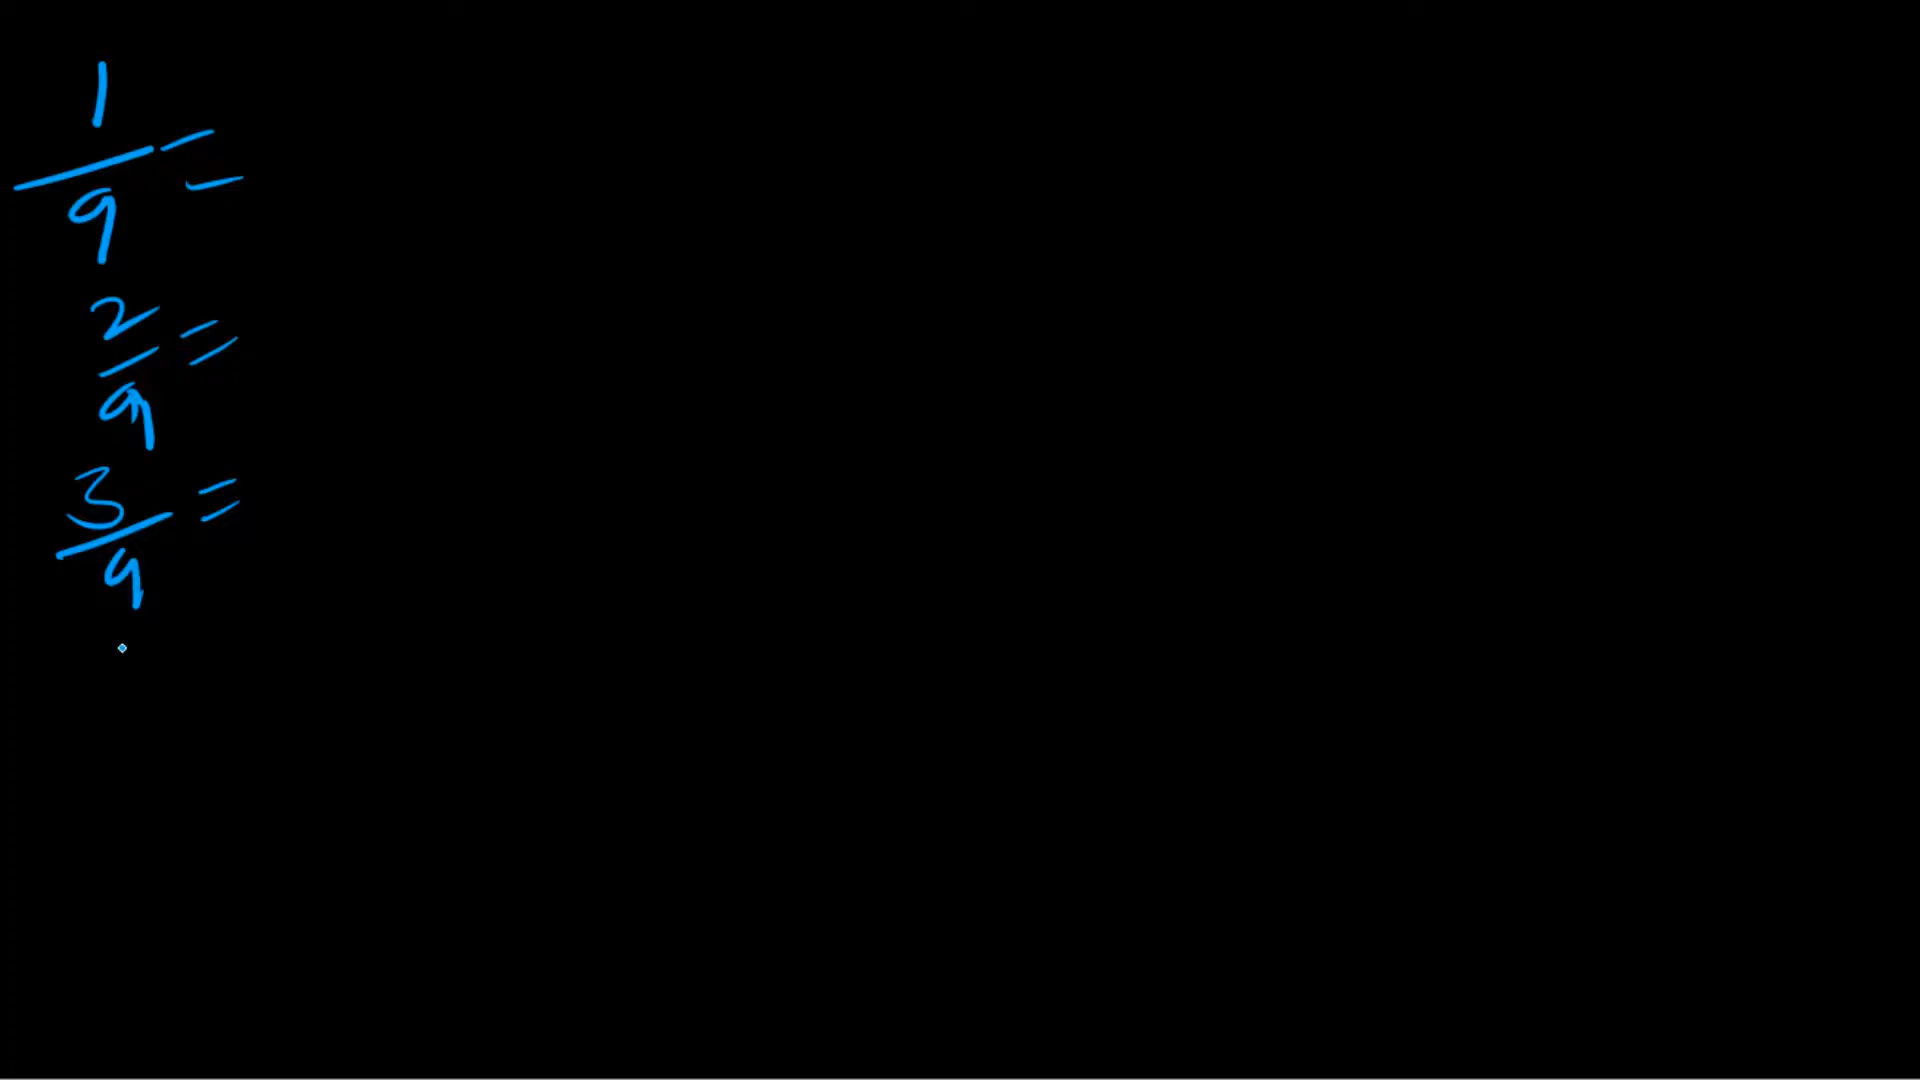 1/9 =
2/9 =
3/9 =